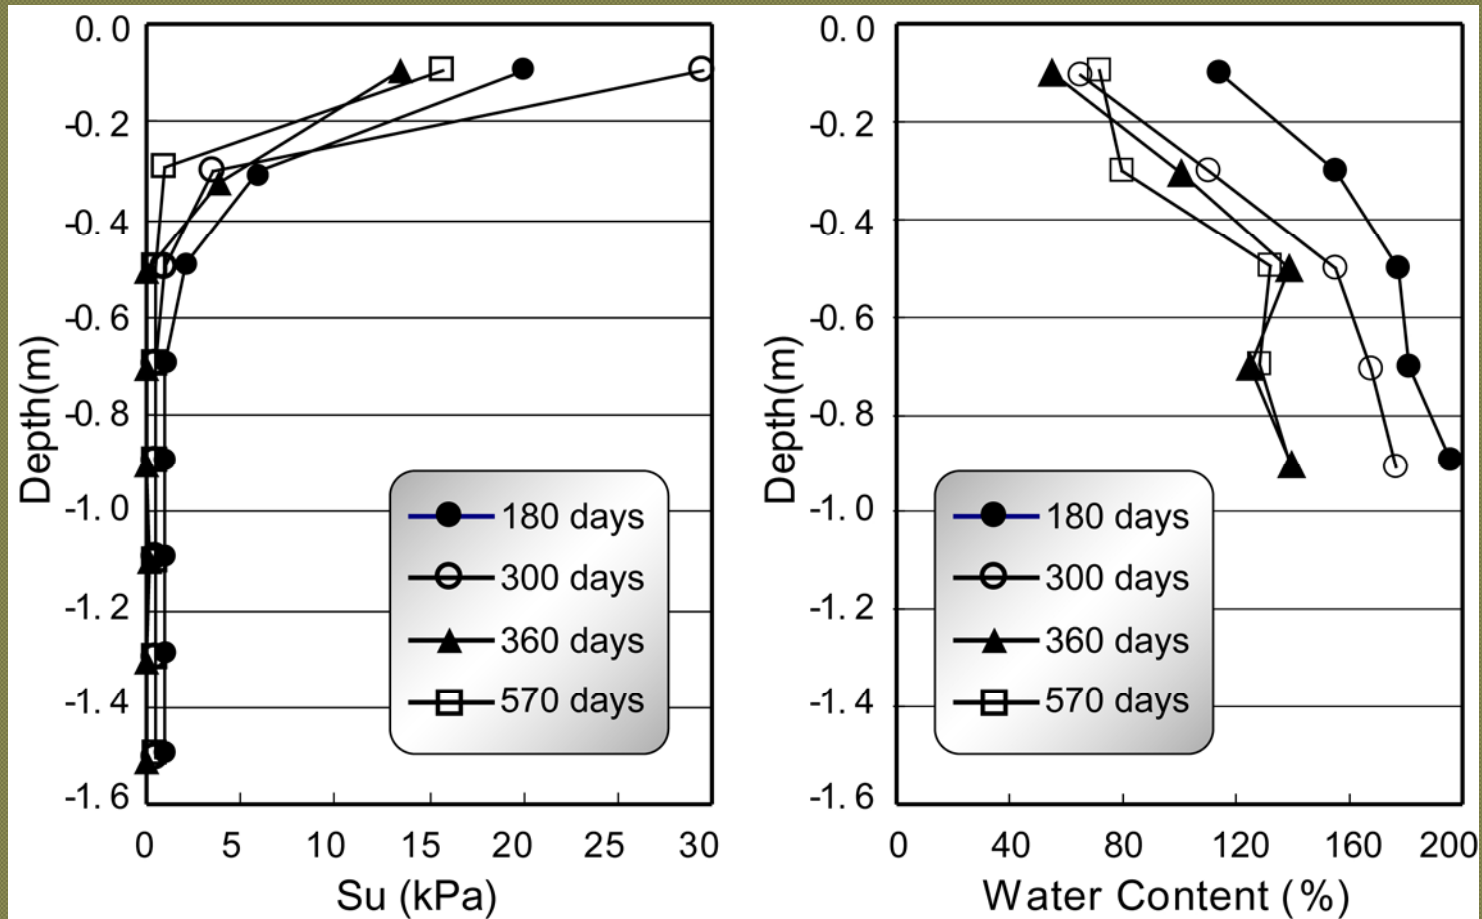 0.0
-0.2
-0.4
-0.6
-0.8
-1.0
-1.2
-1.4
-1.6
Depth(m)
0 5 10 15 20 25 30
Su (kPa)
180 days
300 days
360 days
570 days
0.0
-0.2
-0.4
-0.6
-0.8
-1.0
-1.2
-1.4
-1.6
Depth(m)
0 40 80 120 160 200
Water Content (%)
180 days
300 days
360 days
570 days